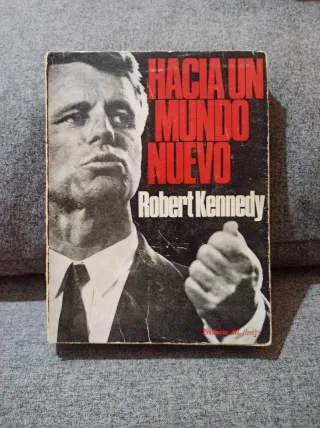 HACIA UN
MUNDO
NUEVO
Robert Kennedy